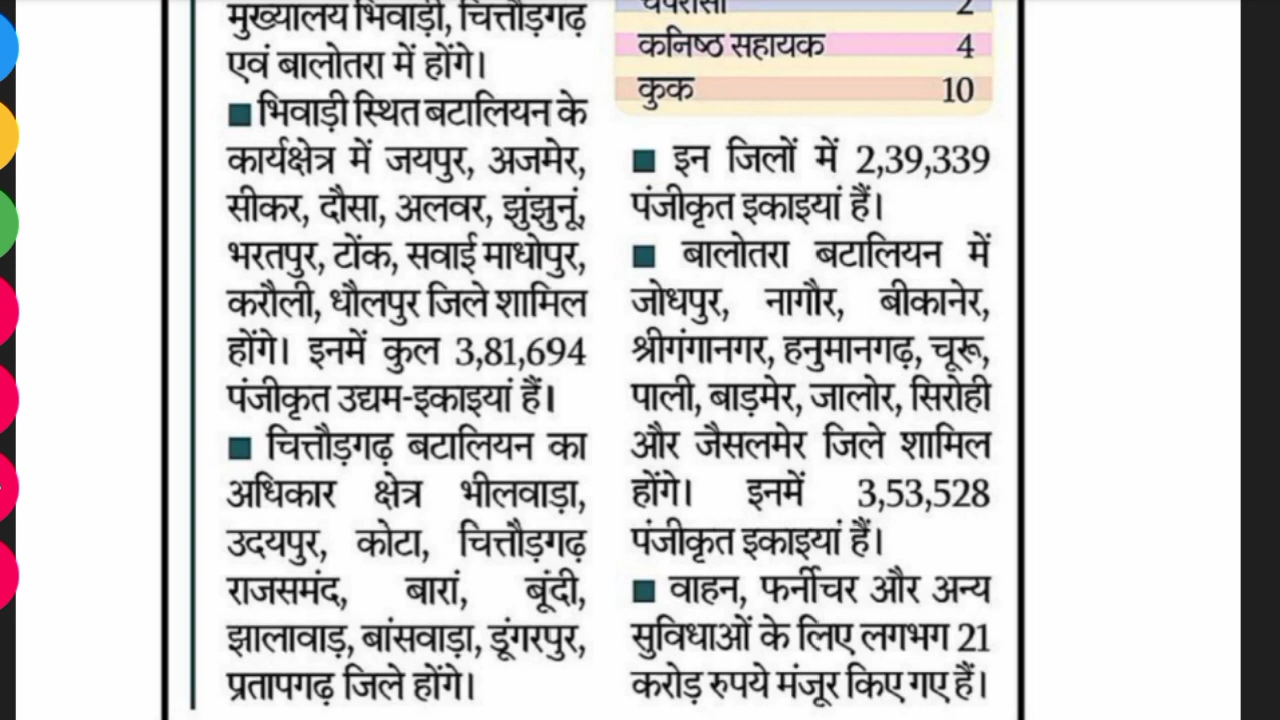 मुख्यालय भिवाड़ी, चित्तौड़गढ़
एवं बालोतरा में होंगे।
■ भिवाड़ी स्थित बटालियन के
कार्यक्षेत्र में जयपुर, अजमेर,
सीकर, दौसा, अलवर, झुंझुनूं,
भरतपुर, टोंक, सवाई माधोपुर,
करौली, धौलपुर जिले शामिल
होंगे। इनमें कुल 3,81,694
पंजीकृत उद्यम-इकाइयां हैं।
■ चित्तौड़गढ़ बटालियन का
अधिकार क्षेत्र भीलवाड़ा,
उदयपुर, कोटा, चित्तौड़गढ़
राजसमंद, बारां, बूंदी,
झालावाड़, बांसवाड़ा, डूंगरपुर,
प्रतापगढ़ जिले होंगे।
चपरासी 2
कनिष्ठ सहायक 4
कुक 10
■ इन जिलों में 2,39,339
पंजीकृत इकाइयां हैं।
■ बालोतरा बटालियन में
जोधपुर, नागौर, बीकानेर,
श्रीगंगानगर, हनुमानगढ़, चूरू,
पाली, बाड़मेर, जालोर, सिरोही
और जैसलमेर जिले शामिल
होंगे। इनमें 3,53,528
पंजीकृत इकाइयां हैं।
■ वाहन, फर्नीचर और अन्य
सुविधाओं के लिए लगभग 21
करोड़ रुपये मंजूर किए गए हैं।